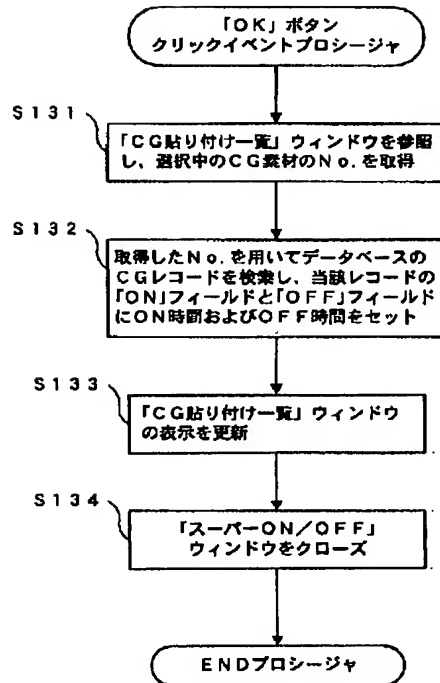 「OK」ボタン
クリックイベントプロシージャ
S131
「CG貼り付け一覧」ウィンドウを参照
し、選択中のCG素材のNo.を取得
S132
取得したNo.を用いてデータベースの
CGレコードを検索し、当該レコードの
「ON」フィールドと「OFF」フィールド
にON時間およびOFF時間をセット
S133
「CG貼り付け一覧」ウィンドウ
の表示を更新
S134
「スーパーON/OFF」
ウィンドウをクローズ
ENDプロシージャ